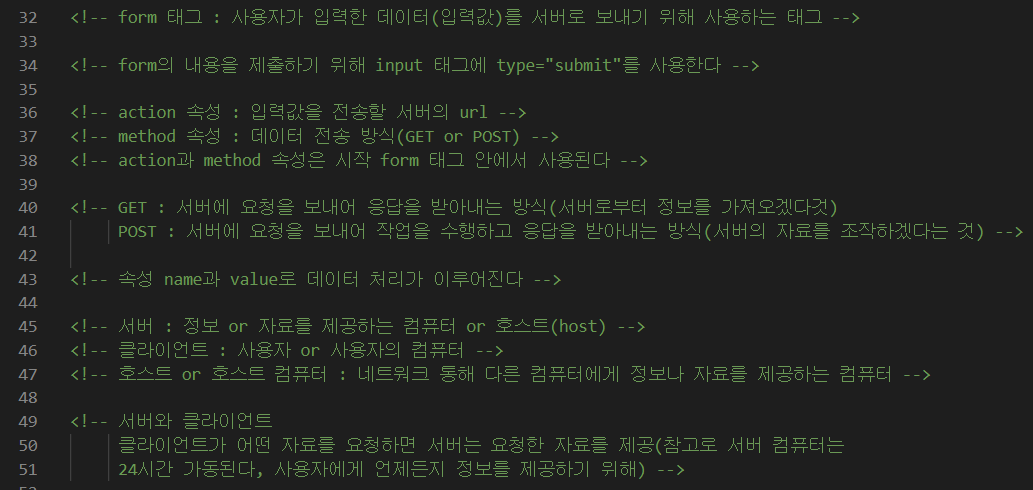 32 <!-- form 태그 : 사용자가 입력한 데이터(입력값)를 서버로 보내기 위해 사용하는 태그 -->
33
34 <!-- form의 내용을 제출하기 위해 input 태그에 type="submit"를 사용한다 -->
35
36 <!-- action 속성 : 입력값을 전송할 서버의 url -->
37 <!-- method 속성 : 데이터 전송 방식(GET or POST) -->
38 <!-- action과 method 속성은 시작 form 태그 안에서 사용된다 -->
39
40 <!-- GET : 서버에 요청을 보내어 응답을 받아내는 방식(서버로부터 정보를 가져오겠다것)
41 POST : 서버에 요청을 보내어 작업을 수행하고 응답을 받아내는 방식(서버의 자료를 조작하겠다는 것) -->
42
43 <!-- 속성 name과 value로 데이터 처리가 이루어진다 -->
44
45 <!-- 서버 : 정보 or 자료를 제공하는 컴퓨터 or 호스트(host) -->
46 <!-- 클라이언트 : 사용자 or 사용자의 컴퓨터 -->
47 <!-- 호스트 or 호스트 컴퓨터 : 네트워크 통해 다른 컴퓨터에게 정보나 자료를 제공하는 컴퓨터 -->
48
49 <!-- 서버와 클라이언트
50 클라이언트가 어떤 자료를 요청하면 서버는 요청한 자료를 제공(참고로 서버 컴퓨터는
51 24시간 가동된다, 사용자에게 언제든지 정보를 제공하기 위해) -->
52